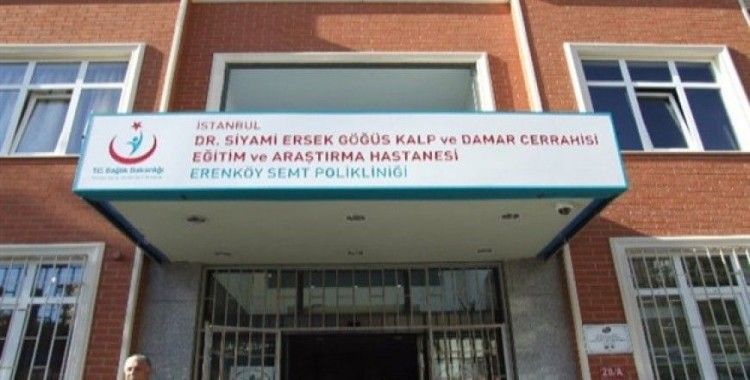 İSTANBUL
DR. SİYAMİ ERSEK GÖĞÜS KALP ve DAMAR CERRAHİSİ
EĞİTİM ve ARAŞTIRMA HASTANESİ
ERENKÖY SEMT POLİKLİNİĞİ
T.C. Sağlık Bakanlığı
28/A